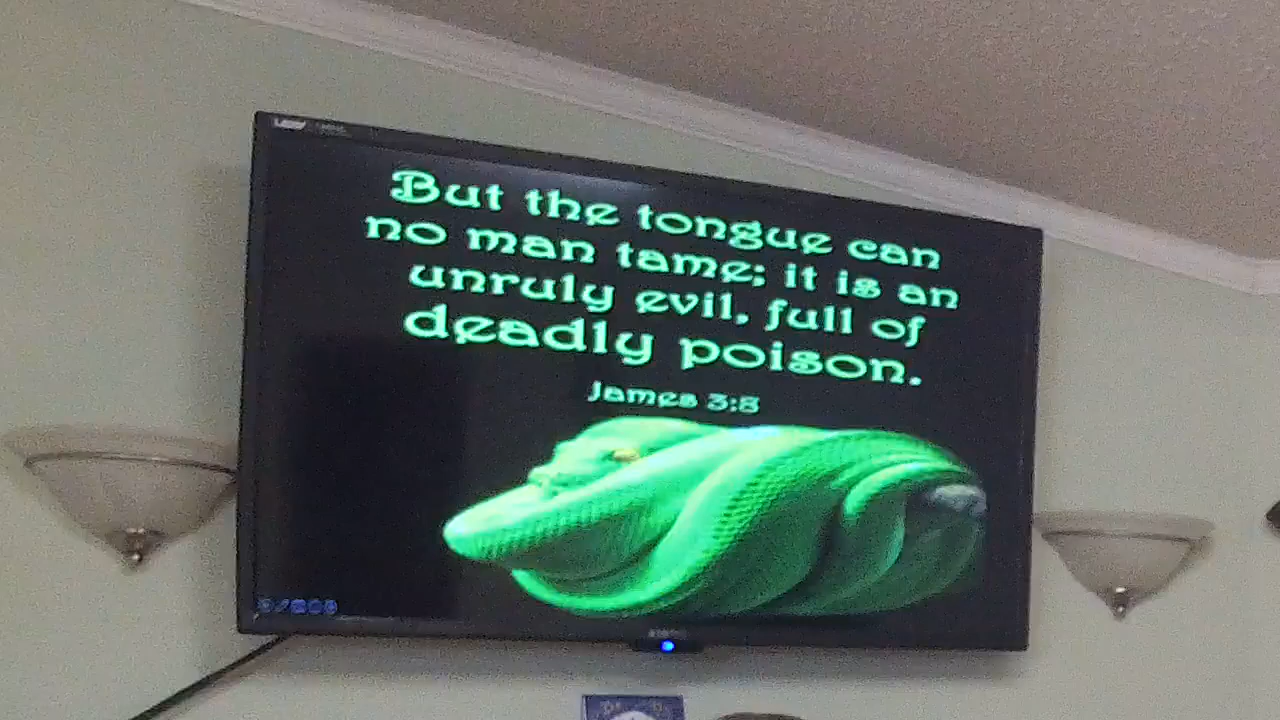 But the tongue can
no man tame; it is an
unruly evil, full of
deadly poison.
James 3:8